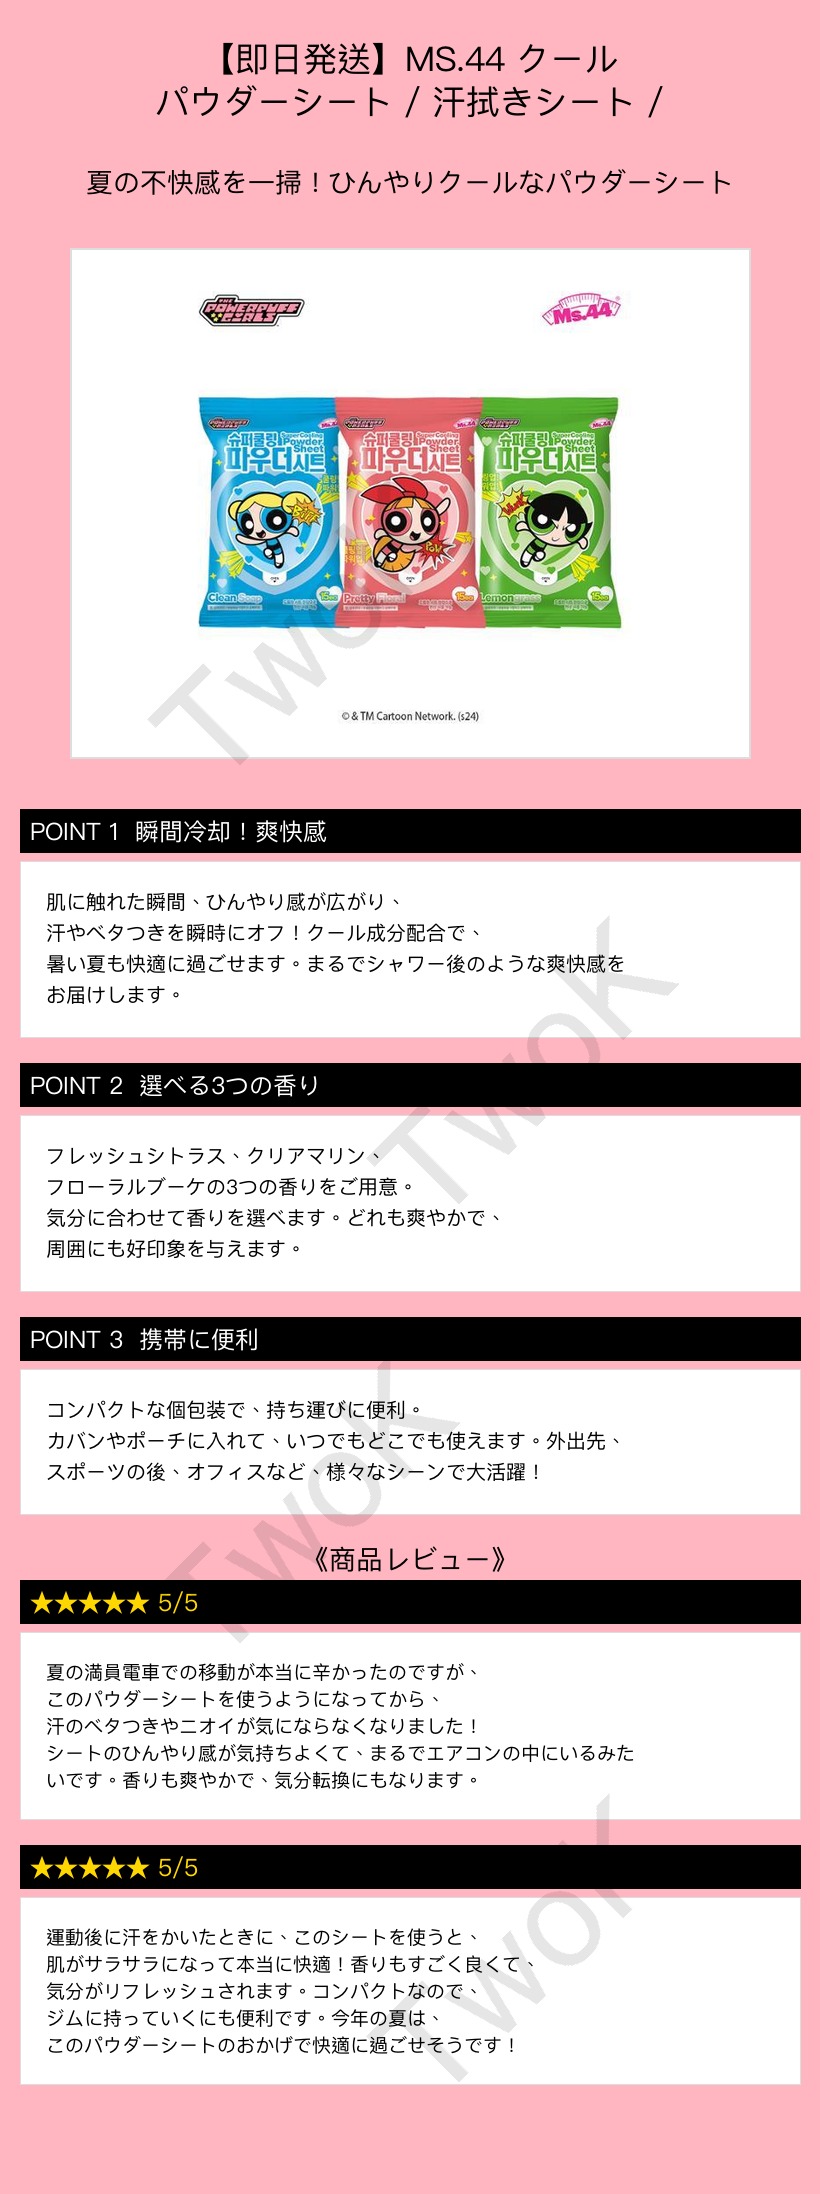 【即日発送】MS.44 クール
パウダーシート / 汗拭きシート /
夏の不快感を一掃！ひんやりクールなパウダーシート
THE POWERPUFF GIRLS
Ms.44
슈퍼쿨링 Super Cooling Powder Sheet
파우더시트
Clean Soap
슈퍼쿨링 Super Cooling Powder Sheet
파우더시트
POW
Pretty Floral
슈퍼쿨링 Super Cooling Powder Sheet
파우더시트
Lemongrass
© & TM Cartoon Network. (s24)
POINT 1 瞬間冷却！爽快感
肌に触れた瞬間、ひんやり感が広がり、
汗やベタつきを瞬時にオフ！クール成分配合で、
暑い夏も快適に過ごせます。まるでシャワー後のような爽快感を
お届けします。
POINT 2 選べる3つの香り
フレッシュシトラス、クリアマリン、
フローラルブーケの3つの香りをご用意。
気分に合わせて香りを選べます。どれも爽やかで、
周囲にも好印象を与えます。
POINT 3 携帯に便利
コンパクトな個包装で、持ち運びに便利。
カバンやポーチに入れて、いつでもどこでも使えます。外出先、
スポーツの後、オフィスなど、様々なシーンで大活躍！
《商品レビュー》
★★★★★ 5/5
夏の満員電車での移動が本当に辛かったのですが、
このパウダーシートを使うようになってから、
汗のベタつきやニオイが気にならなくなりました！
シートのひんやり感が気持ちよくて、まるでエアコンの中にいるみた
いです。香りも爽やかで、気分転換にもなります。
★★★★★ 5/5
運動後に汗をかいたときに、このシートを使うと、
肌がサラサラになって本当に快適！香りもすごく良くて、
気分がリフレッシュされます。コンパクトなので、
ジムに持っていくにも便利です。今年の夏は、
このパウダーシートのおかげで快適に過ごせそうです！
TwoK
TwoK
TwoK
TwoK